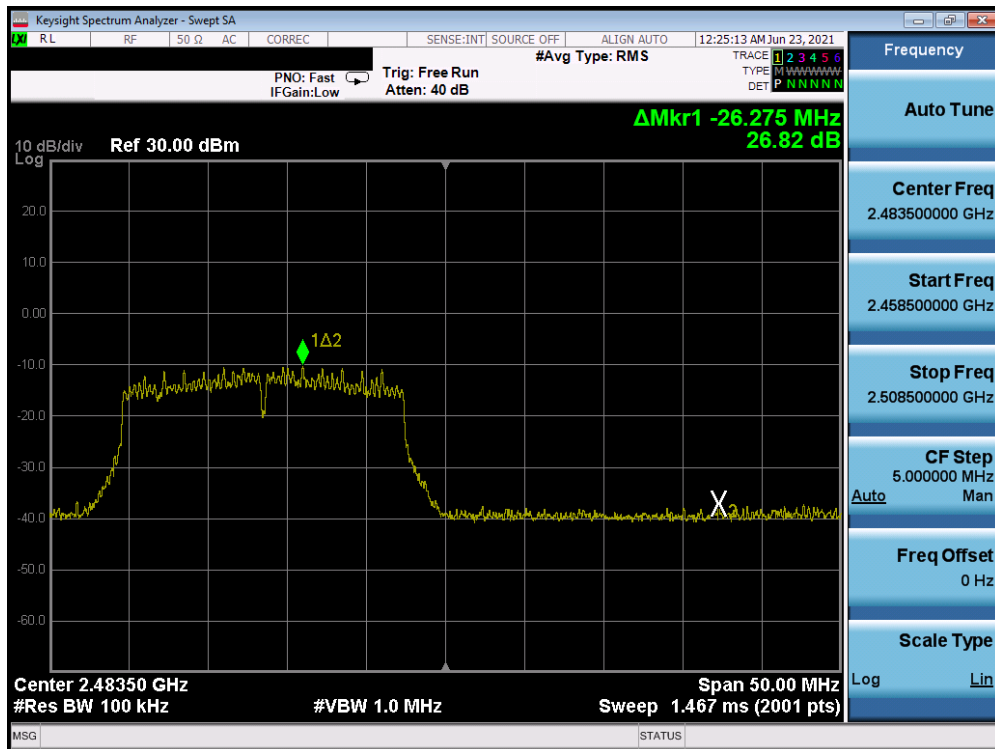 Keysight Spectrum Analyzer - Swept SA
LXI RL RF 50 Ω AC CORREC SENSE:INT SOURCE OFF ALIGN AUTO 12:25:13 AM Jun 23, 2021
#Avg Type: RMS
TRACE 1 2 3 4 5 6
TYPE M W W W W W
DET P N N N N N
PNO: Fast
IFGain:Low
Trig: Free Run
Atten: 40 dB
ΔMkr1 -26.275 MHz
26.82 dB
10 dB/div Ref 30.00 dBm
Log
20.0
10.0
0.00
-10.0
-20.0
-30.0
-40.0
-50.0
-60.0
1Δ2
X2
Center 2.48350 GHz
#Res BW 100 kHz
#VBW 1.0 MHz
Span 50.00 MHz
Sweep 1.467 ms (2001 pts)
MSG
STATUS
Frequency
Auto Tune
Center Freq
2.483500000 GHz
Start Freq
2.458500000 GHz
Stop Freq
2.508500000 GHz
CF Step
5.000000 MHz
Auto Man
Freq Offset
0 Hz
Scale Type
Log Lin